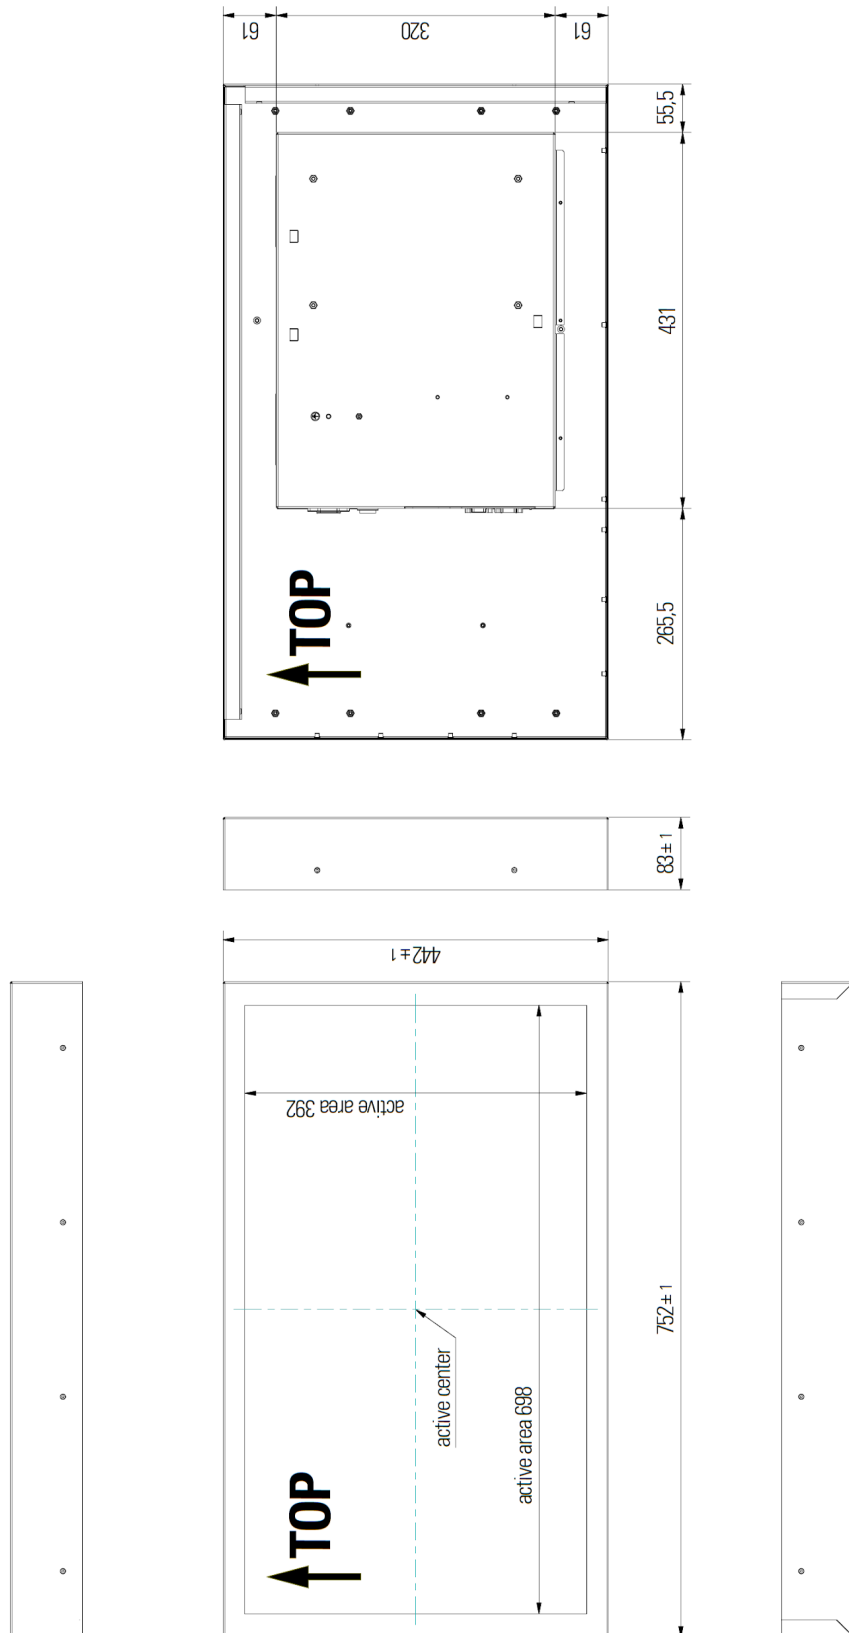 61
320
61
55,5
431
265,5
TOP
83±1
442±1
active area 392
752±1
active center
active area 698
TOP